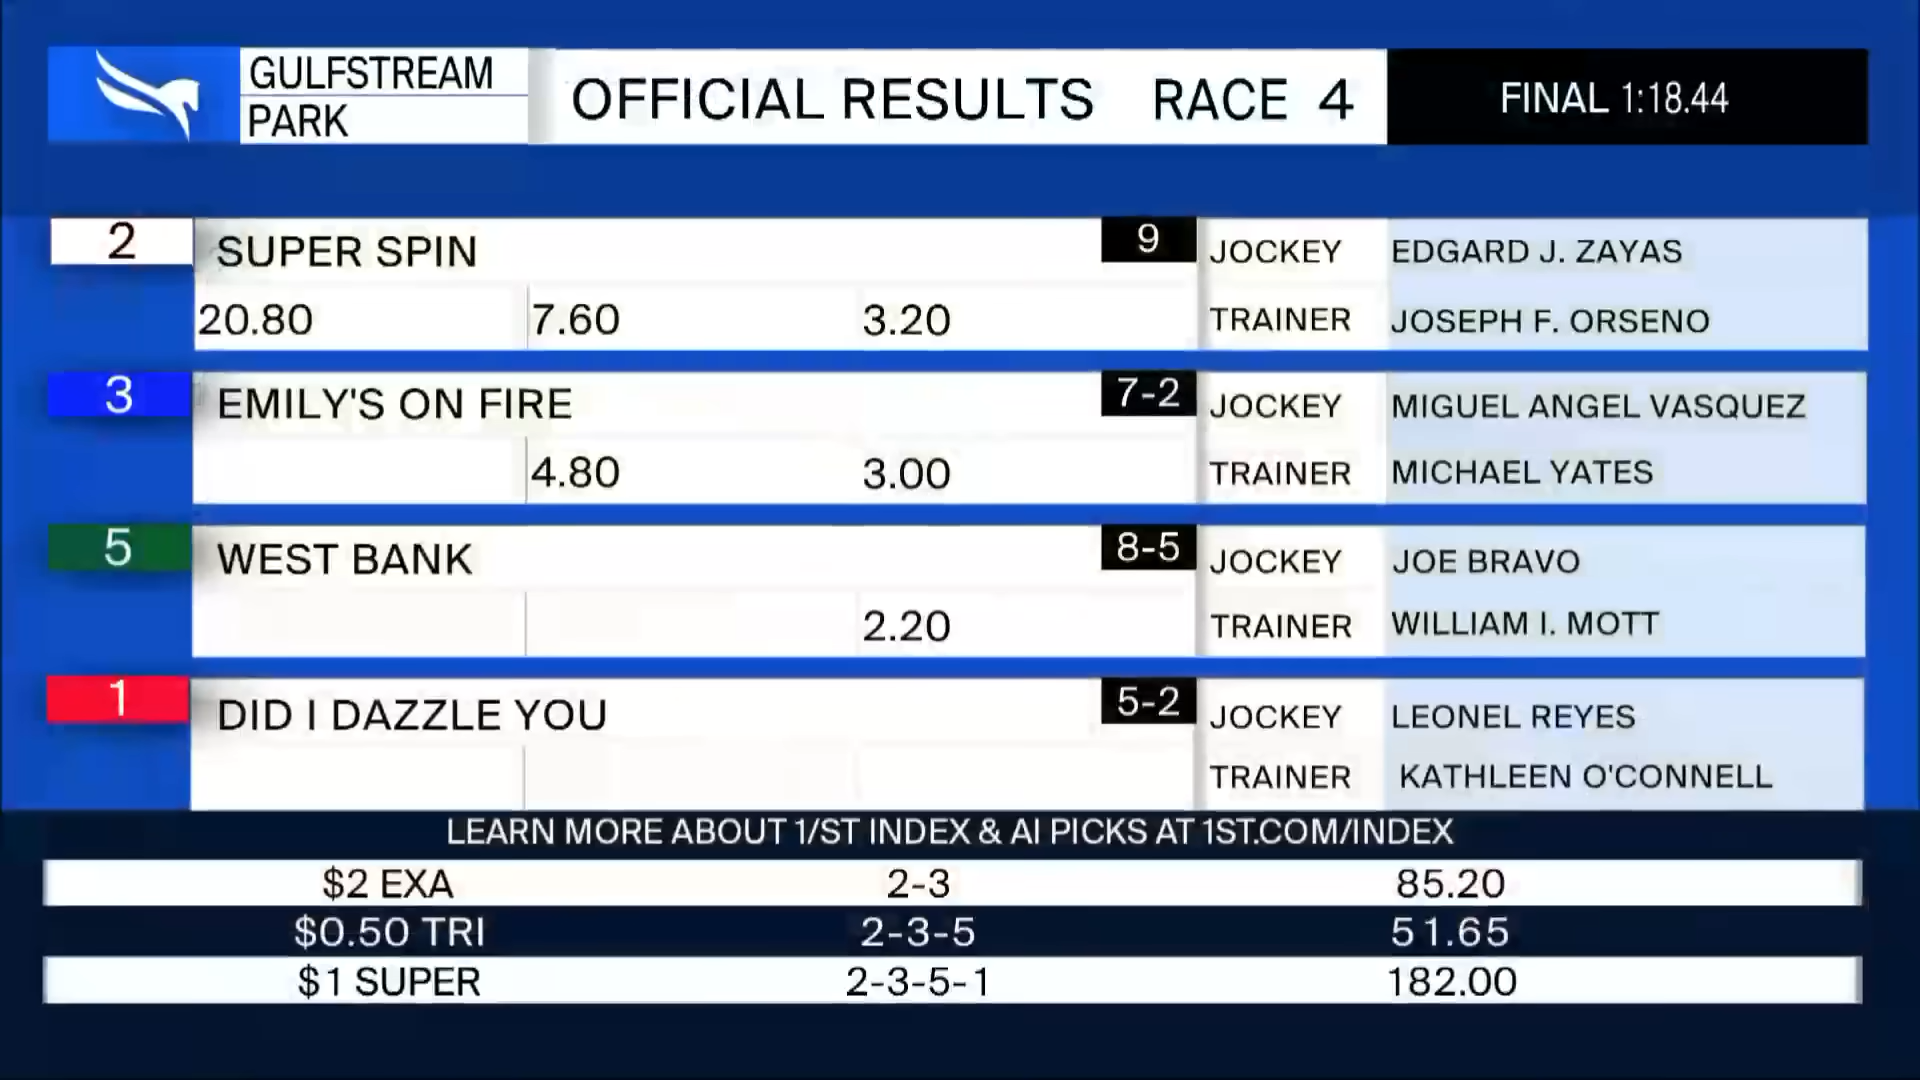 GULFSTREAM
PARK
OFFICIAL RESULTS RACE 4
FINAL 1:18.44
2 SUPER SPIN 9 JOCKEY EDGARD J. ZAYAS
20.80 7.60 3.20 TRAINER JOSEPH F. ORSENO
3 EMILY'S ON FIRE 7-2 JOCKEY MIGUEL ANGEL VASQUEZ
4.80 3.00 TRAINER MICHAEL YATES
5 WEST BANK 8-5 JOCKEY JOE BRAVO
2.20 TRAINER WILLIAM I. MOTT
1 DID I DAZZLE YOU 5-2 JOCKEY LEONEL REYES
TRAINER KATHLEEN O'CONNELL
LEARN MORE ABOUT 1/ST INDEX & AI PICKS AT 1ST.COM/INDEX
$2 EXA 2-3 85.20
$0.50 TRI 2-3-5 51.65
$1 SUPER 2-3-5-1 182.00